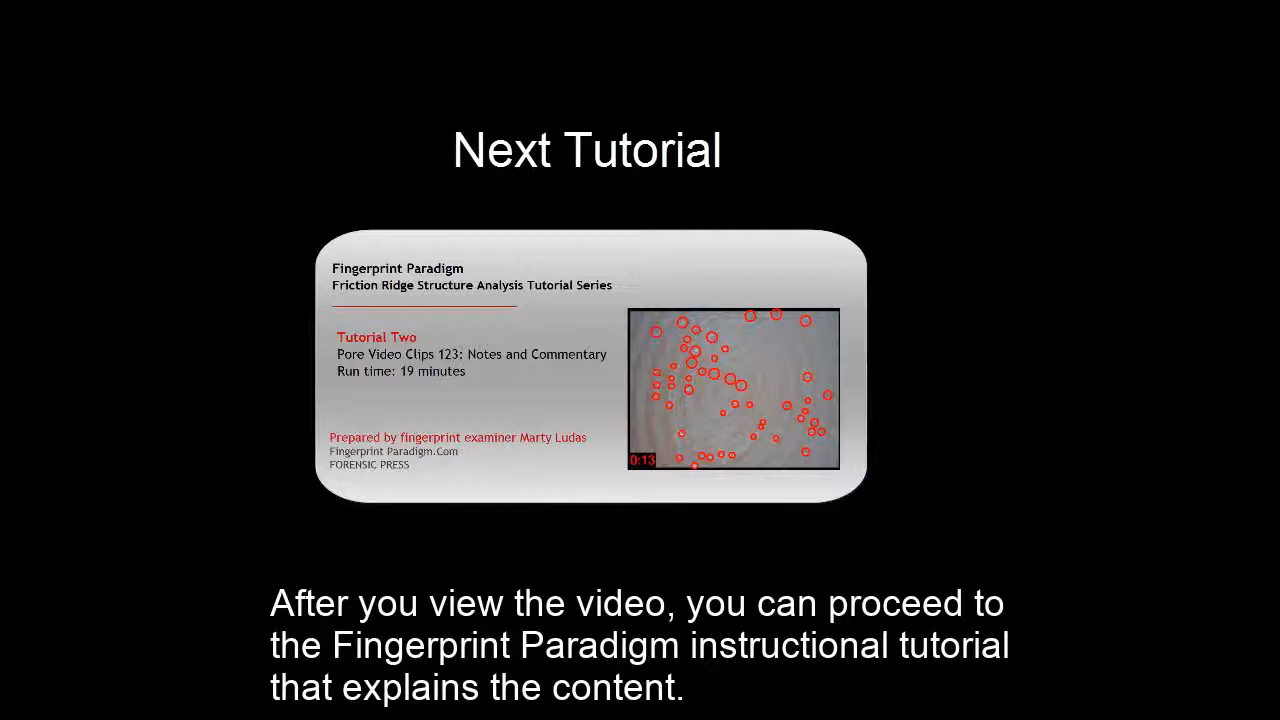 Next Tutorial
Fingerprint Paradigm
Friction Ridge Structure Analysis Tutorial Series
Tutorial Two
Pore Video Clips 123: Notes and Commentary
Run time: 19 minutes
Prepared by fingerprint examiner Marty Ludas
Fingerprint Paradigm.Com
FORENSIC PRESS
0:13
After you view the video, you can proceed to
the Fingerprint Paradigm instructional tutorial
that explains the content.